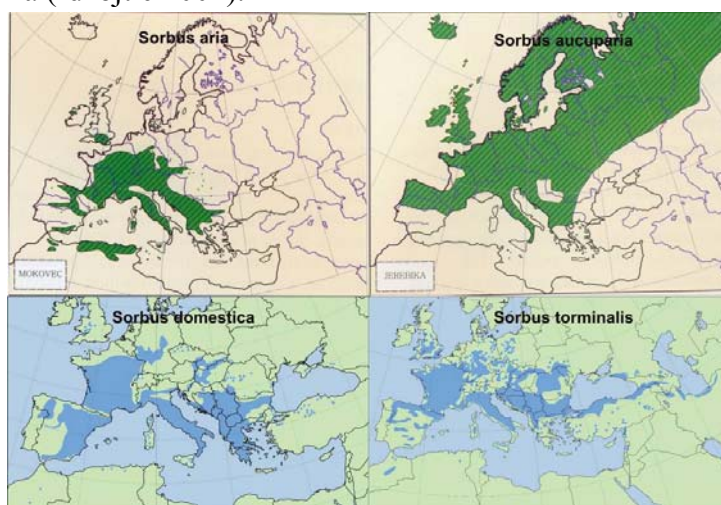 Sorbus aria
Sorbus aucuparia
MOKOVEC
JEREBIKA
Sorbus domestica
Sorbus torminalis